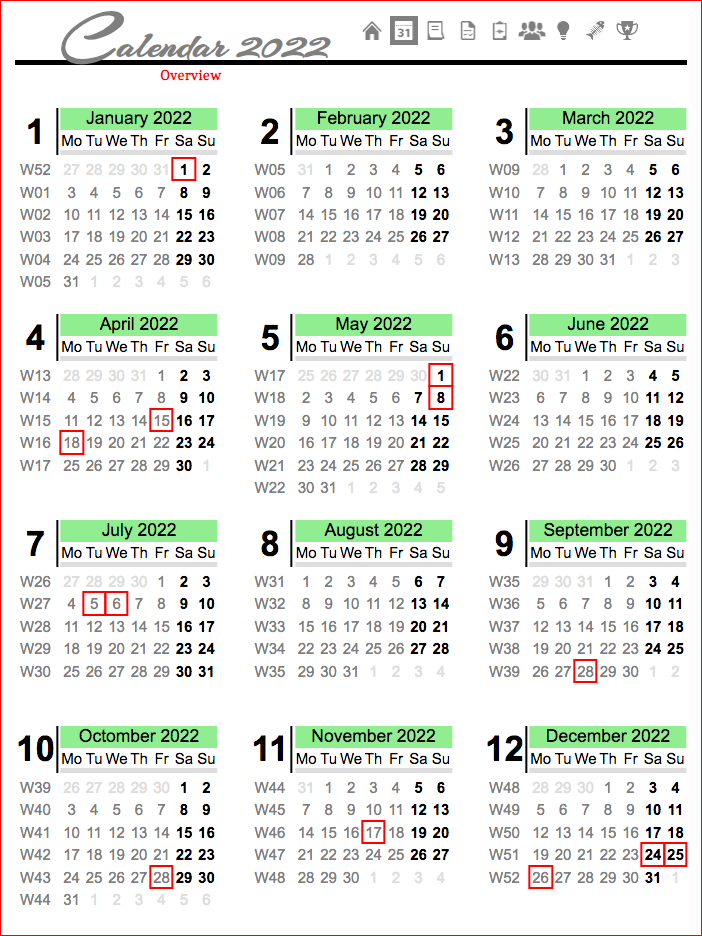 Calendar 2022
31
Overview
1 January 2022
Mo Tu We Th Fr Sa Su
W52 27 28 29 30 31 1 2
W01 3 4 5 6 7 8 9
W02 10 11 12 13 14 15 16
W03 17 18 19 20 21 22 23
W04 24 25 26 27 28 29 30
W05 31 1 2 3 4 5 6
2 February 2022
Mo Tu We Th Fr Sa Su
W05 31 1 2 3 4 5 6
W06 7 8 9 10 11 12 13
W07 14 15 16 17 18 19 20
W08 21 22 23 24 25 26 27
W09 28 1 2 3 4 5 6
3 March 2022
Mo Tu We Th Fr Sa Su
W09 28 1 2 3 4 5 6
W10 7 8 9 10 11 12 13
W11 14 15 16 17 18 19 20
W12 21 22 23 24 25 26 27
W13 28 29 30 31 1 2 3
4 April 2022
Mo Tu We Th Fr Sa Su
W13 28 29 30 31 1 2 3
W14 4 5 6 7 8 9 10
W15 11 12 13 14 15 16 17
W16 18 19 20 21 22 23 24
W17 25 26 27 28 29 30 1
5 May 2022
Mo Tu We Th Fr Sa Su
W17 25 26 27 28 29 30 1
W18 2 3 4 5 6 7 8
W19 9 10 11 12 13 14 15
W20 16 17 18 19 20 21 22
W21 23 24 25 26 27 28 29
W22 30 31 1 2 3 4 5
6 June 2022
Mo Tu We Th Fr Sa Su
W22 30 31 1 2 3 4 5
W23 6 7 8 9 10 11 12
W24 13 14 15 16 17 18 19
W25 20 21 22 23 24 25 26
W26 27 28 29 30 1 2 3
7 July 2022
Mo Tu We Th Fr Sa Su
W26 27 28 29 30 1 2 3
W27 4 5 6 7 8 9 10
W28 11 12 13 14 15 16 17
W29 18 19 20 21 22 23 24
W30 25 26 27 28 29 30 31
8 August 2022
Mo Tu We Th Fr Sa Su
W31 1 2 3 4 5 6 7
W32 8 9 10 11 12 13 14
W33 15 16 17 18 19 20 21
W34 22 23 24 25 26 27 28
W35 29 30 31 1 2 3 4
9 September 2022
Mo Tu We Th Fr Sa Su
W35 29 30 31 1 2 3 4
W36 5 6 7 8 9 10 11
W37 12 13 14 15 16 17 18
W38 19 20 21 22 23 24 25
W39 26 27 28 29 30 1 2
10 Octomber 2022
Mo Tu We Th Fr Sa Su
W39 26 27 28 29 30 1 2
W40 3 4 5 6 7 8 9
W41 10 11 12 13 14 15 16
W42 17 18 19 20 21 22 23
W43 24 25 26 27 28 29 30
W44 31 1 2 3 4 5 6
11 November 2022
Mo Tu We Th Fr Sa Su
W44 31 1 2 3 4 5 6
W45 7 8 9 10 11 12 13
W46 14 15 16 17 18 19 20
W47 21 22 23 24 25 26 27
W48 28 29 30 1 2 3 4
12 December 2022
Mo Tu We Th Fr Sa Su
W48 28 29 30 1 2 3 4
W49 5 6 7 8 9 10 11
W50 12 13 14 15 16 17 18
W51 19 20 21 22 23 24 25
W52 26 27 28 29 30 31 1